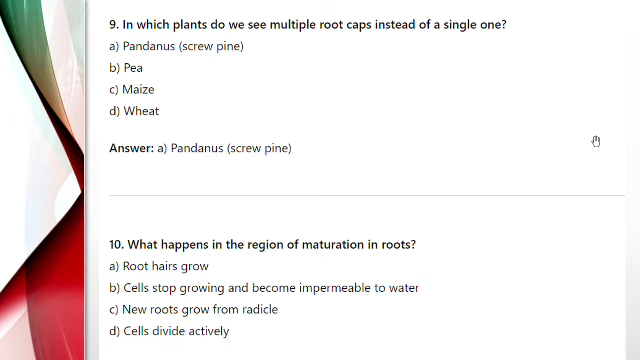 9. In which plants do we see multiple root caps instead of a single one?
a) Pandanus (screw pine)
b) Pea
c) Maize
d) Wheat
Answer: a) Pandanus (screw pine)
10. What happens in the region of maturation in roots?
a) Root hairs grow
b) Cells stop growing and become impermeable to water
c) New roots grow from radicle
d) Cells divide actively